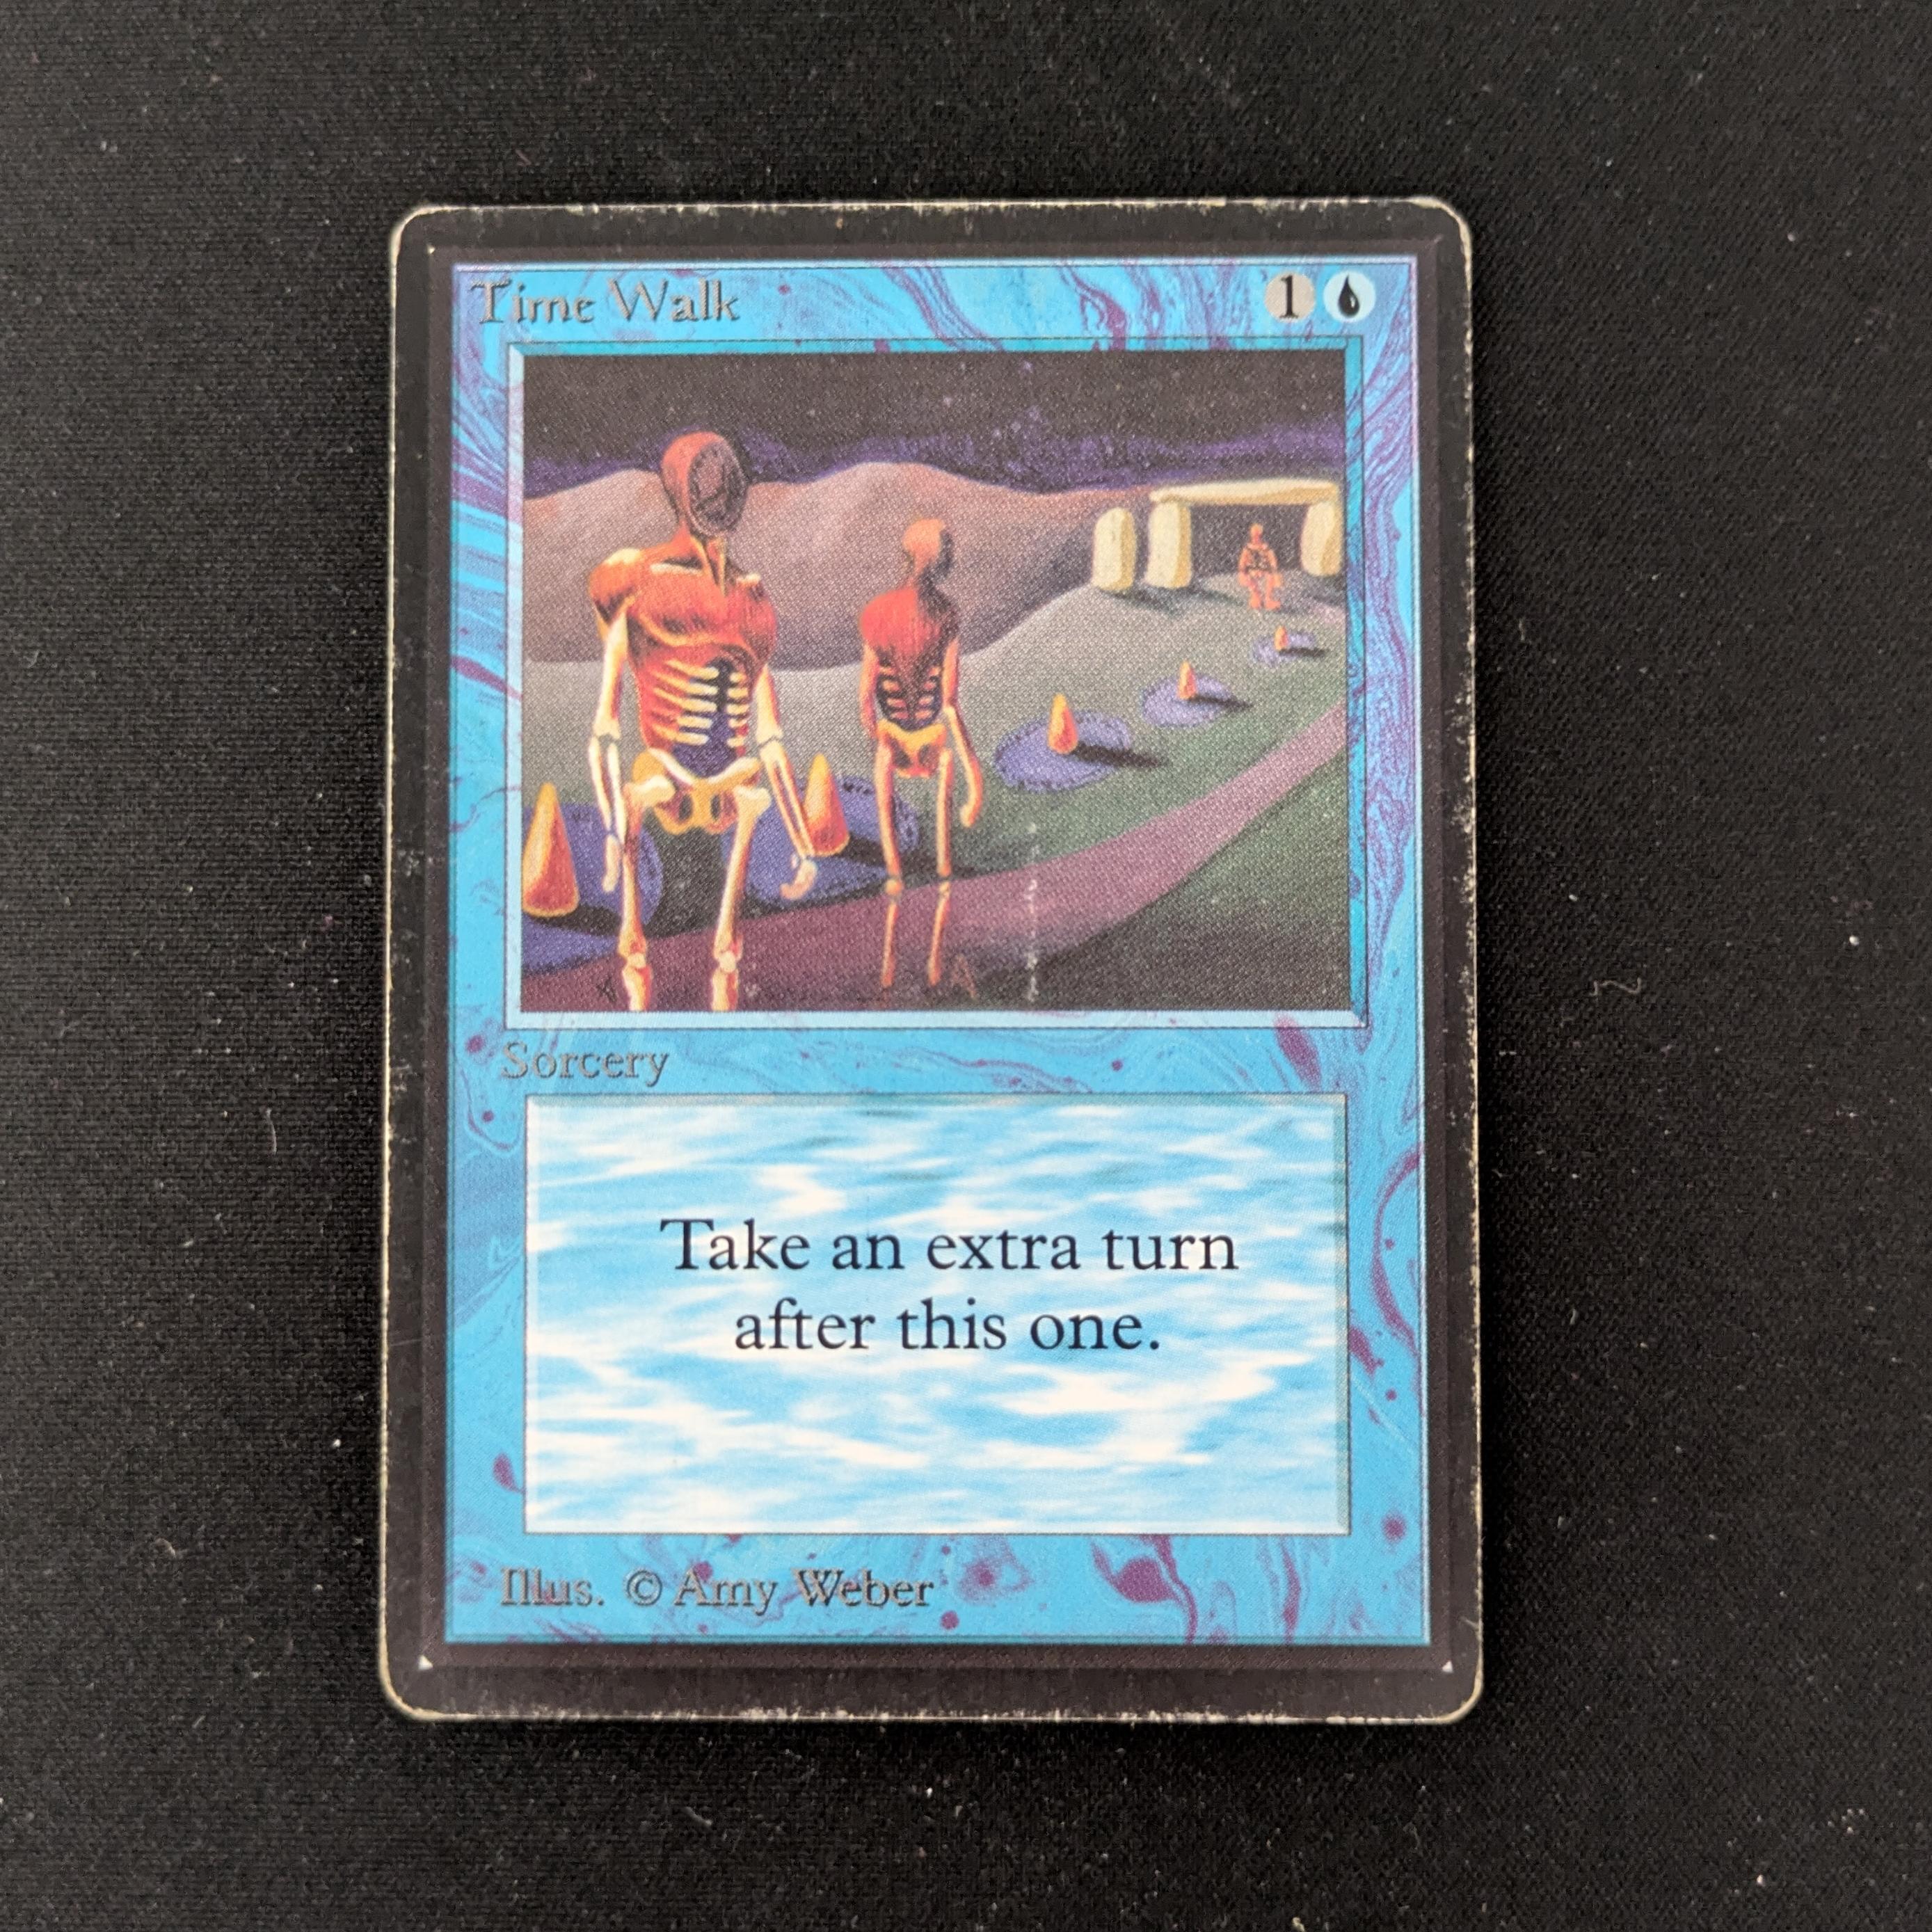 Time Walk 1
Sorcery
Take an extra turn
after this one.
Illus. © Amy Weber